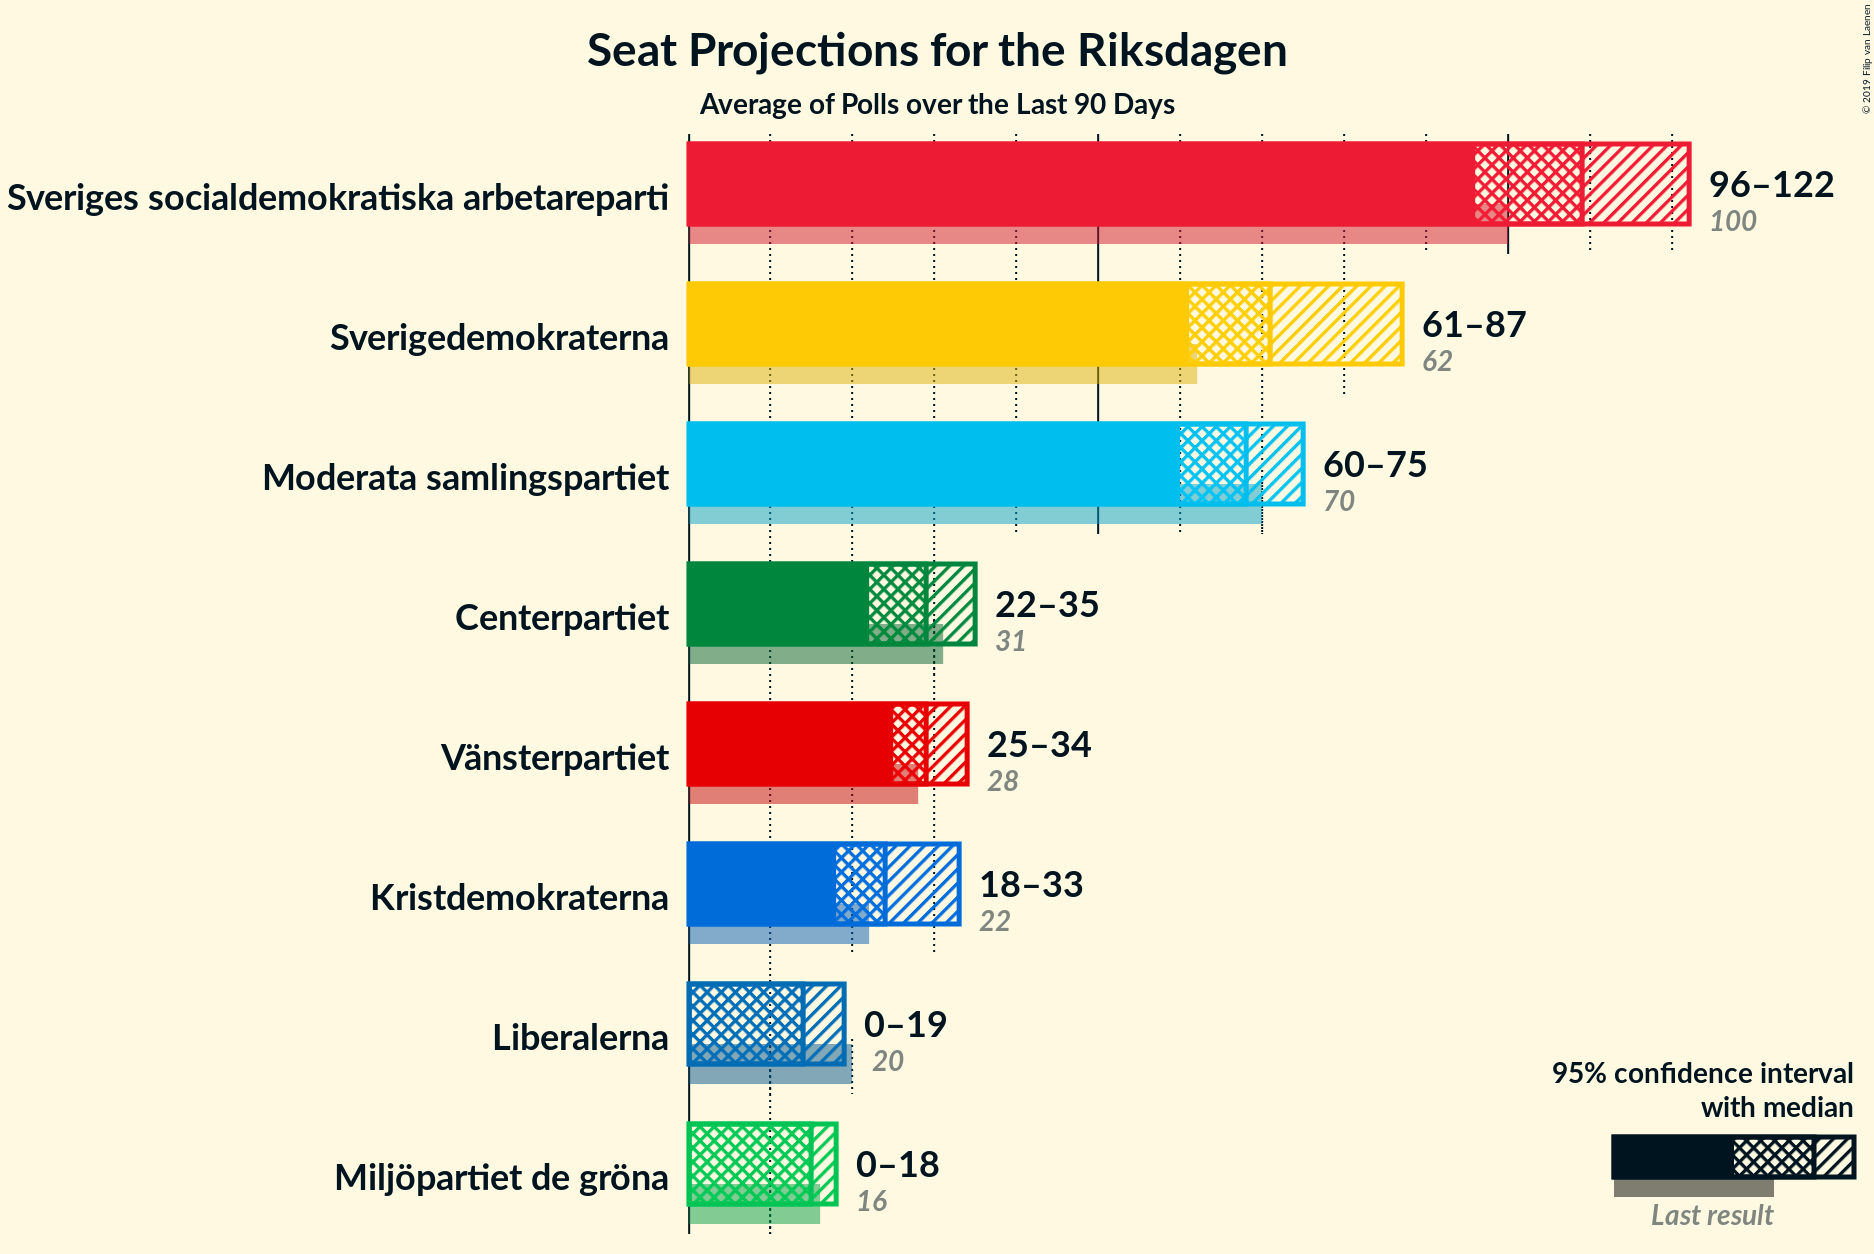 Seat Projections for the Riksdagen
Average of Polls over the Last 90 Days
© 2019 Filip van Laenen
Sveriges socialdemokratiska arbetareparti
96–122
100
Sverigedemokraterna
61–87
62
Moderata samlingspartiet
60–75
70
Centerpartiet
22–35
31
Vänsterpartiet
25–34
28
Kristdemokraterna
18–33
22
Liberalerna
0–19
20
Miljöpartiet de gröna
0–18
16
95% confidence interval
with median
Last result